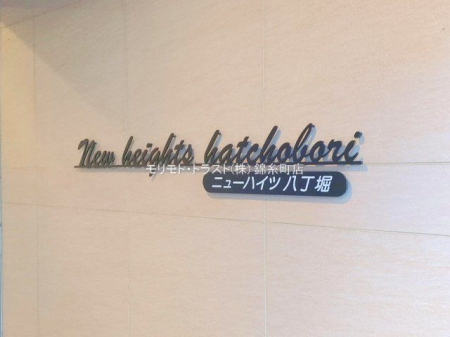 New heights hatchobori
モリモト・トラスト(株) 錦糸町店
ニューハイツ 八丁堀